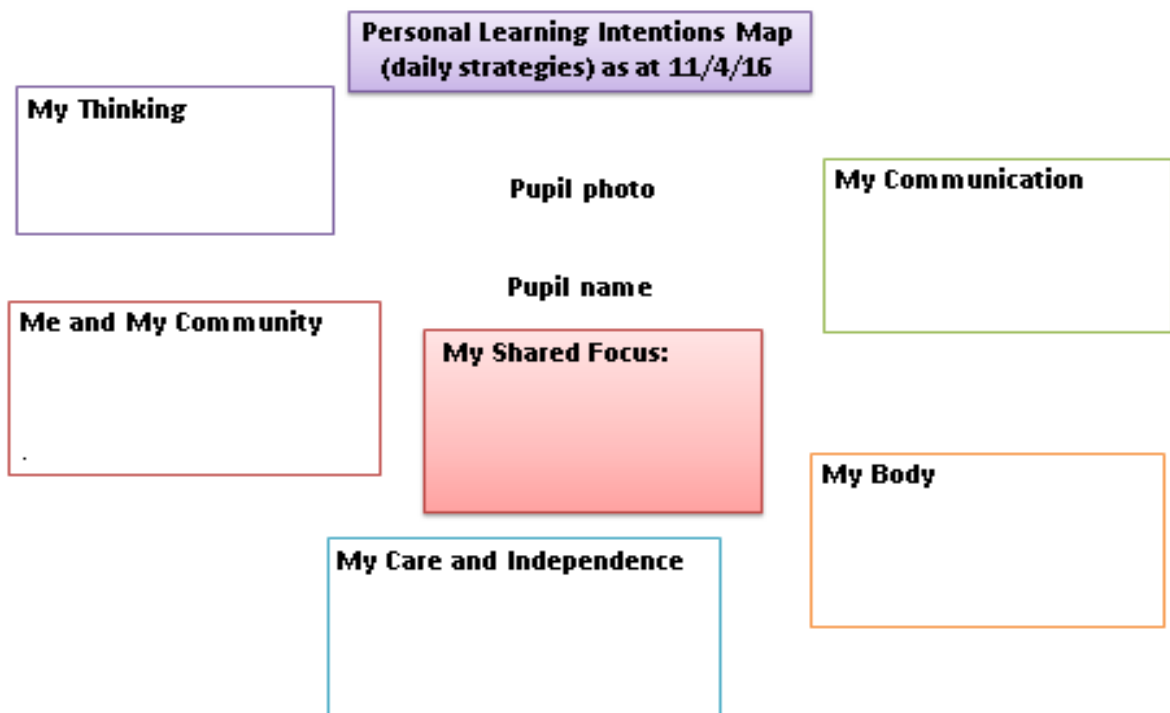 Personal Learning Intentions Map
(daily strategies) as at 11/4/16
My Thinking
Pupil photo
My Communication
Pupil name
Me and My Community
.
My Shared Focus:
My Body
My Care and Independence